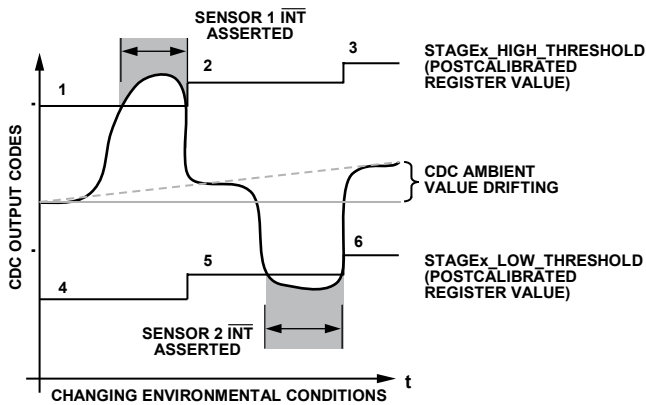 SENSOR 1 INT
ASSERTED
1
2
3
STAGEx_HIGH_THRESHOLD
(POSTCALIBRATED
REGISTER VALUE)
CDC OUTPUT CODES
CDC AMBIENT
VALUE DRIFTING
4
5
6
STAGEx_LOW_THRESHOLD
(POSTCALIBRATED
REGISTER VALUE)
SENSOR 2 INT
ASSERTED
t
CHANGING ENVIRONMENTAL CONDITIONS